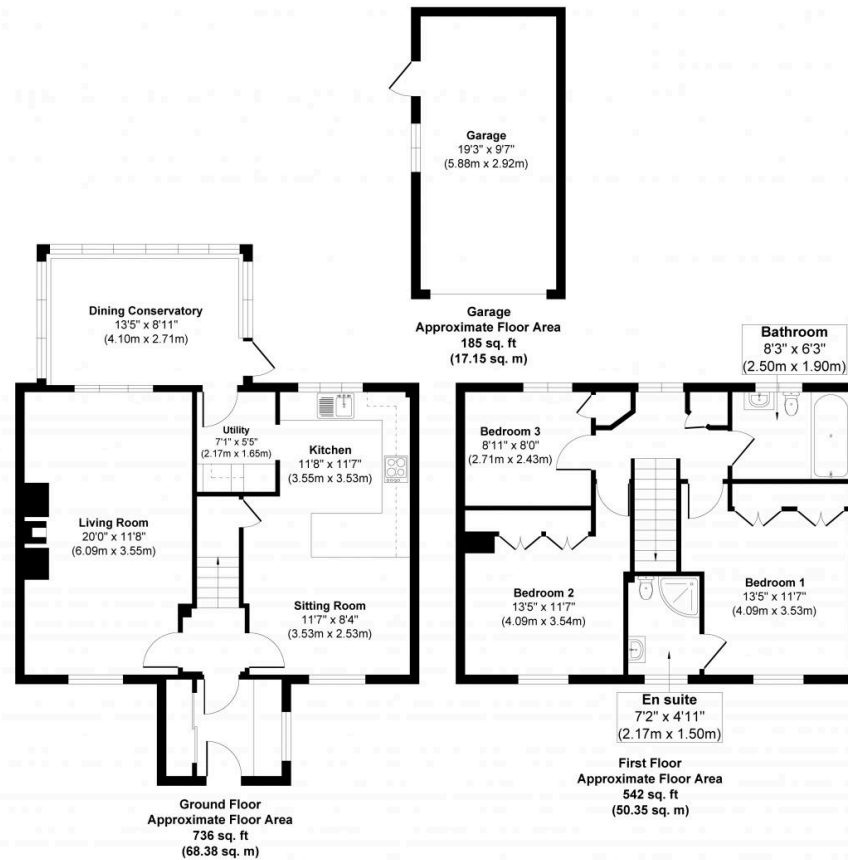 Garage
19'3" x 9'7"
(5.88m x 2.92m)
Garage
Approximate Floor Area
185 sq. ft
(17.15 sq. m)
Dining Conservatory
13'5" x 8'11"
(4.10m x 2.71m)
Utility
7'1" x 5'5"
(2.17m x 1.65m)
Kitchen
11'8" x 11'7"
(3.55m x 3.53m)
Living Room
20'0" x 11'8"
(6.09m x 3.55m)
Sitting Room
11'7" x 8'4"
(3.53m x 2.53m)
Ground Floor
Approximate Floor Area
736 sq. ft
(68.38 sq. m)
Bathroom
8'3" x 6'3"
(2.50m x 1.90m)
Bedroom 3
8'11" x 8'0"
(2.71m x 2.43m)
Bedroom 2
13'5" x 11'7"
(4.09m x 3.54m)
Bedroom 1
13'5" x 11'7"
(4.09m x 3.53m)
En suite
7'2" x 4'11"
(2.17m x 1.50m)
First Floor
Approximate Floor Area
542 sq. ft
(50.35 sq. m)